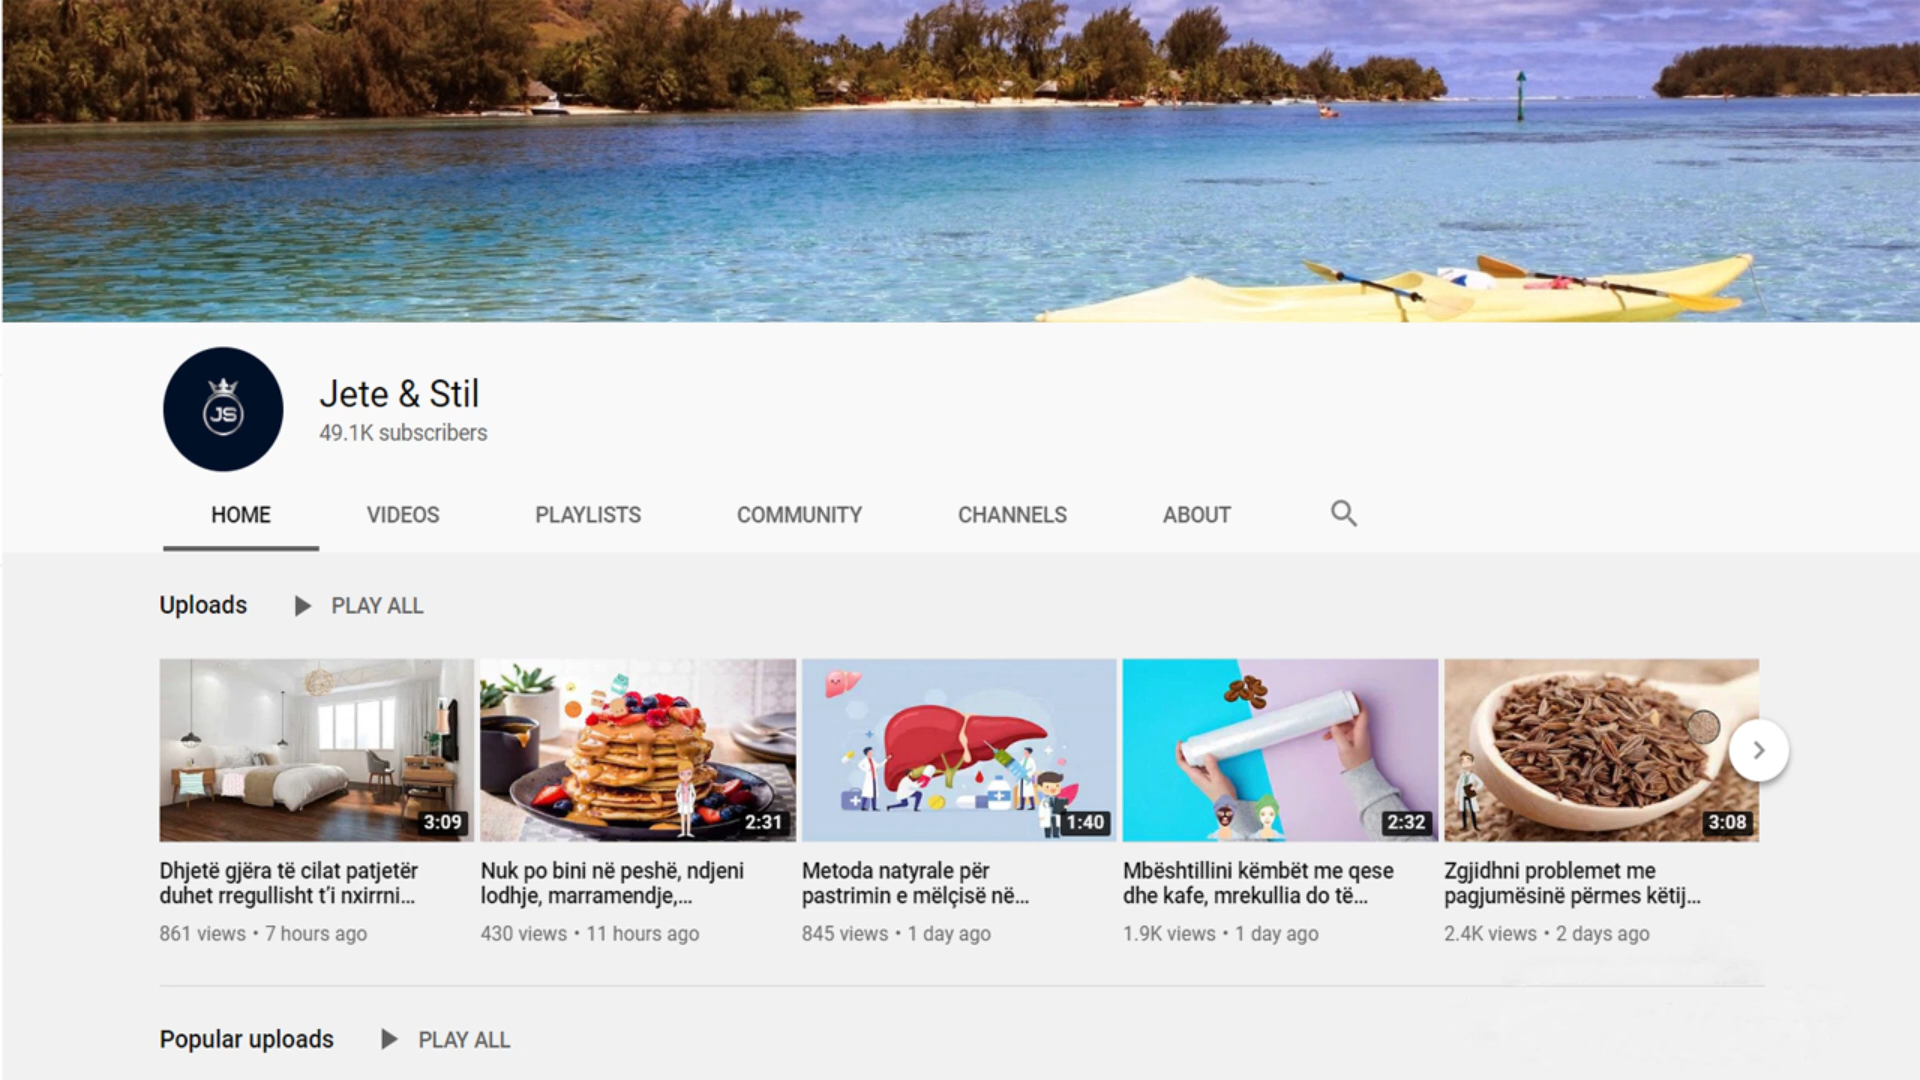 JS
Jete & Stil
49.1K subscribers
HOME VIDEOS PLAYLISTS COMMUNITY CHANNELS ABOUT
Uploads PLAY ALL
3:09 2:31 1:40 2:32 3:08
Dhjetë gjëra të cilat patjetër
duhet rregullisht t’i nxirrni...
861 views • 7 hours ago
Nuk po bini në peshë, ndjeni
lodhje, marramendje,...
430 views • 11 hours ago
Metoda natyrale për
pastrimin e mëlçisë në...
845 views • 1 day ago
Mbështillini këmbët me qese
dhe kafe, mrekullia do të...
1.9K views • 1 day ago
Zgjidhni problemet me
pagjumësinë përmes këtij...
2.4K views • 2 days ago
Popular uploads PLAY ALL